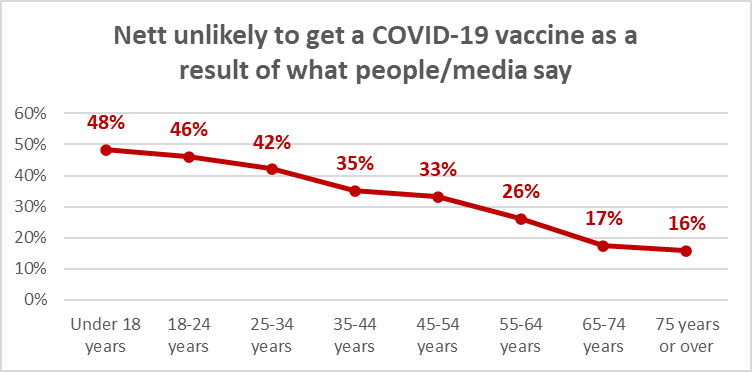 Nett unlikely to get a COVID-19 vaccine as a
result of what people/media say
60%
50%
40%
30%
20%
10%
0%
48%
46%
42%
35%
33%
26%
17%
16%
Under 18
years
18-24
years
25-34
years
35-44
years
45-54
years
55-64
years
65-74
years
75 years
or over